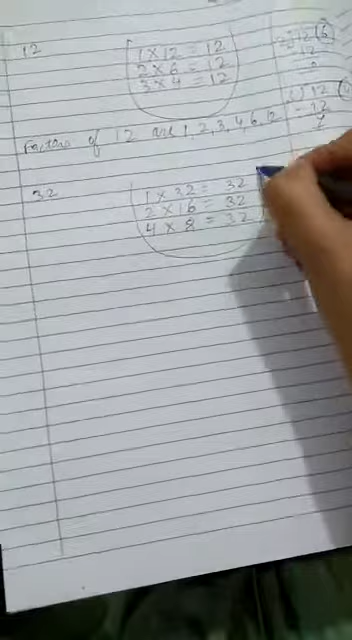 12
1 × 12 = 12
2 × 6 = 12
3 × 4 = 12
Factors of 12 are 1, 2, 3, 4, 6, 12
32
1 × 32 = 32
2 × 16 = 32
4 × 8 = 32